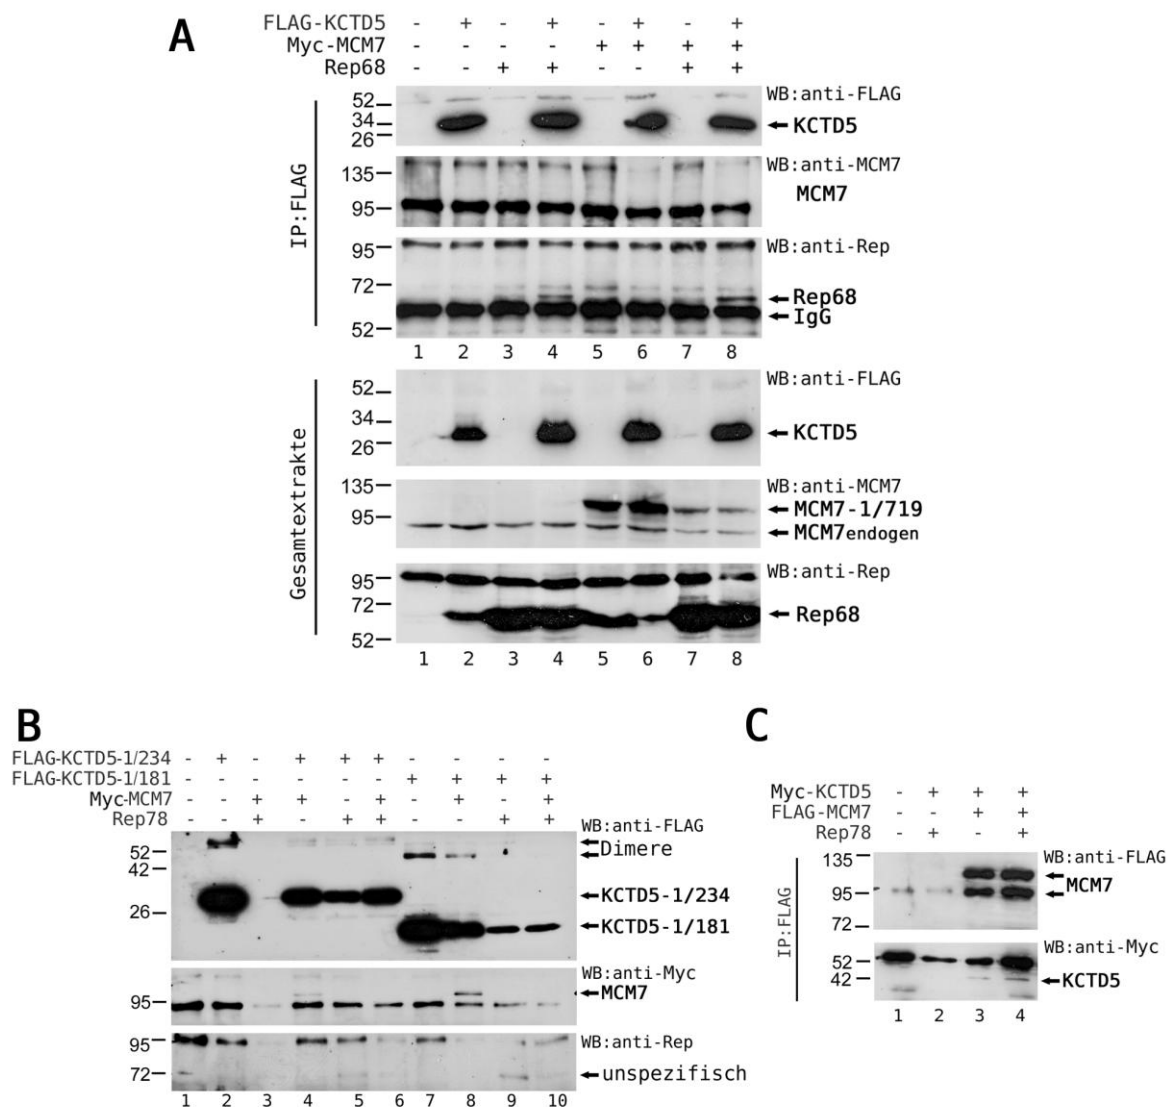 A
FLAG-KCTD5 - + - + - + - +
Myc-MCM7 - - - - + + + +
Rep68 - - + + - - + +
IP:FLAG
52
34
26
WB:anti-FLAG
KCTD5
135
95
WB:anti-MCM7
MCM7
95
72
52
WB:anti-Rep
Rep68
IgG
1 2 3 4 5 6 7 8
Gesamtextrakte
52
34
26
WB:anti-FLAG
KCTD5
135
95
WB:anti-MCM7
MCM7-1/719
MCM7endogen
95
72
52
WB:anti-Rep
Rep68
1 2 3 4 5 6 7 8
B
FLAG-KCTD5-1/234 - + - + + + - - - -
FLAG-KCTD5-1/181 - - - - - - + + + +
Myc-MCM7 - - + + - + - + - +
Rep78 - - + - + + - - + +
52
42
26
WB:anti-FLAG
Dimere
KCTD5-1/234
KCTD5-1/181
95
WB:anti-Myc
MCM7
95
72
WB:anti-Rep
unspezifisch
1 2 3 4 5 6 7 8 9 10
C
Myc-KCTD5 - + + +
FLAG-MCM7 - - + +
Rep78 - + - +
IP:FLAG
135
95
72
WB:anti-FLAG
MCM7
52
42
WB:anti-Myc
KCTD5
1 2 3 4